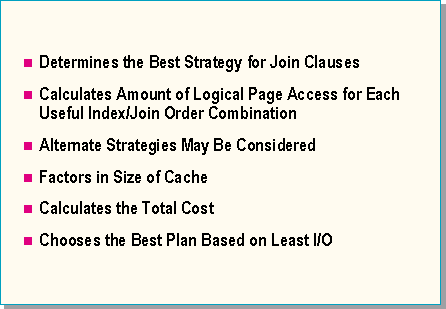 Determines the Best Strategy for Join Clauses
Calculates Amount of Logical Page Access for Each
Useful Index/Join Order Combination
Alternate Strategies May Be Considered
Factors in Size of Cache
Calculates the Total Cost
Chooses the Best Plan Based on Least I/O